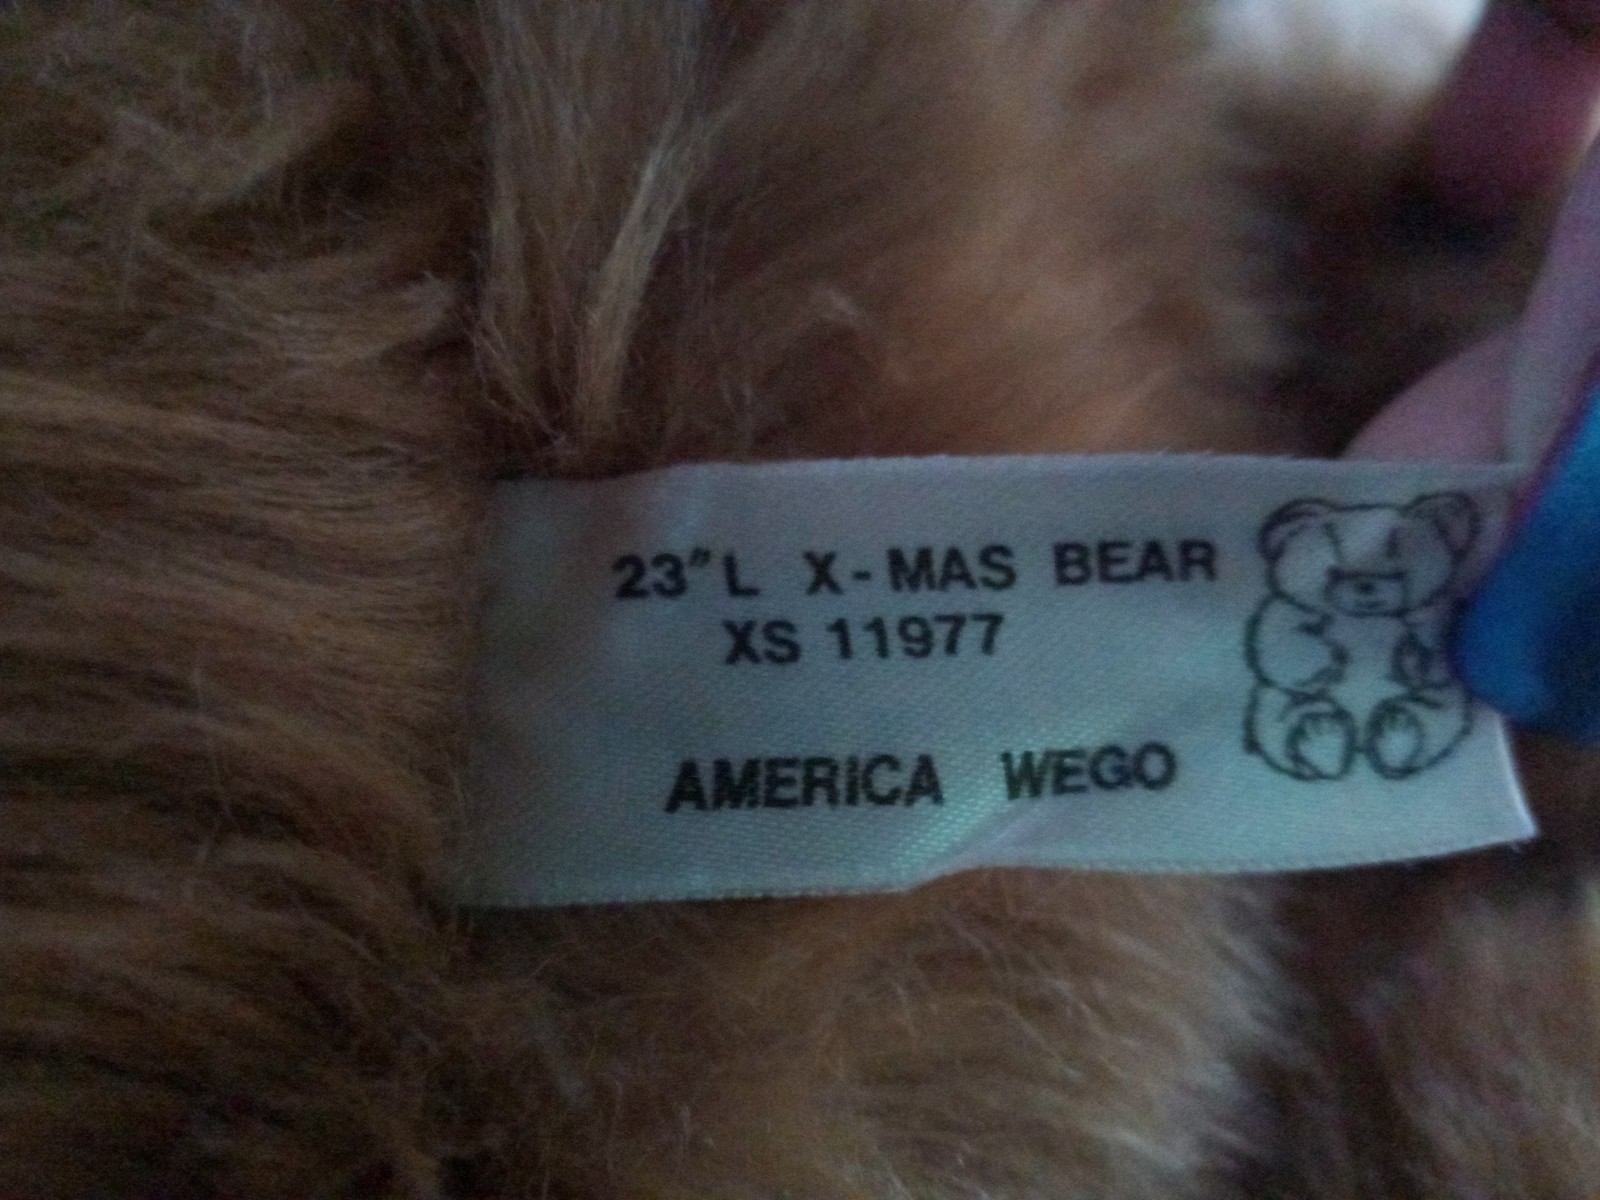 23" L X-MAS BEAR
XS 11977
AMERICA WEGO